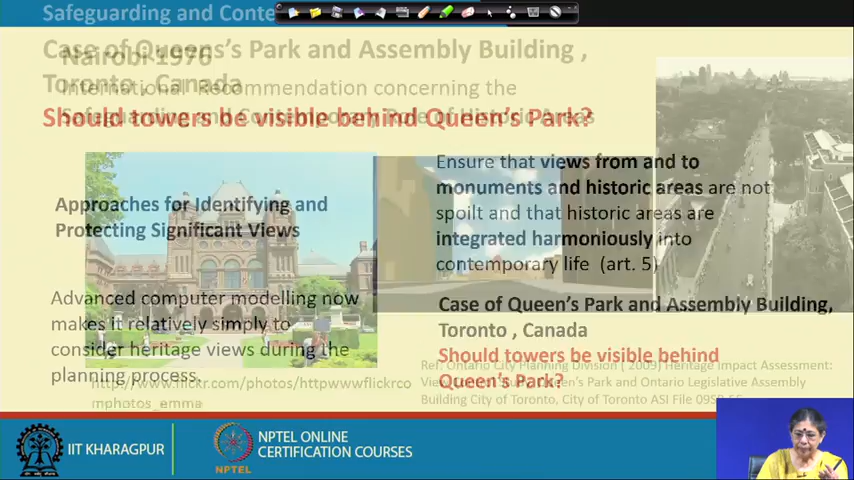 Safeguarding and Conte
Case of Queens's Park and Assembly Building ,
Toronto , Canada
Should towers be visible behind Queen's Park?
Nairobi 1976
International Recommendation concerning the
Safeguarding and Contemporary Role of Historic Areas
Approaches for Identifying and
Protecting Significant Views
Advanced computer modelling now
makes it relatively simply to
consider heritage views during the
planning process.
http://www.flickr.com/photos/httpwwwflickrco
mphotos_emma
Ensure that views from and to
monuments and historic areas are not
spoilt and that historic areas are
integrated harmoniously into
contemporary life (art. 5)
Case of Queen's Park and Assembly Building,
Toronto , Canada
Should towers be visible behind
Queen's Park?
Ref: Ontario City Planning Division ( 2009) Heritage Impact Assessment:
Queen's Park and Ontario Legislative Assembly
Building City of Toronto, City of Toronto ASI File
IIT KHARAGPUR
NPTEL
NPTEL ONLINE
CERTIFICATION COURSES